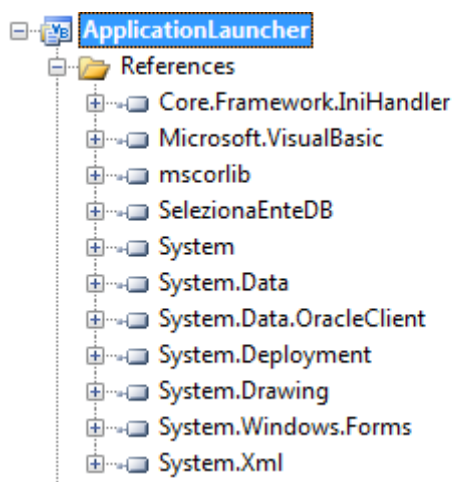 VB ApplicationLauncher
References
Core.Framework.IniHandler
Microsoft.VisualBasic
mscorlib
SelezionaEnteDB
System
System.Data
System.Data.OracleClient
System.Deployment
System.Drawing
System.Windows.Forms
System.Xml